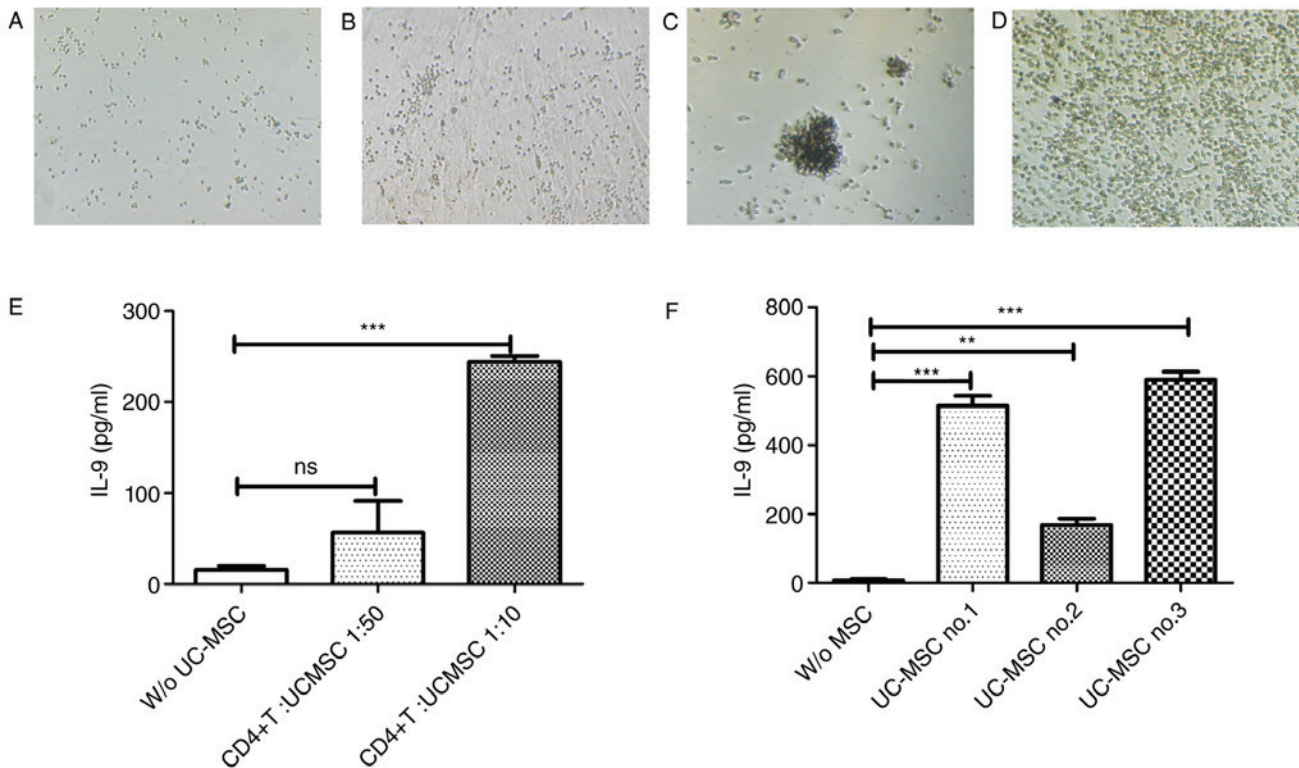 A
B
C
D
E
300
200
100
0
IL-9 (pg/ml)
***
ns
W/o UC-MSC
CD4+T :UCMSC 1:50
CD4+T :UCMSC 1:10
F
800
600
400
200
0
IL-9 (pg/ml)
***
**
***
W/o MSC
UC-MSC no.1
UC-MSC no.2
UC-MSC no.3